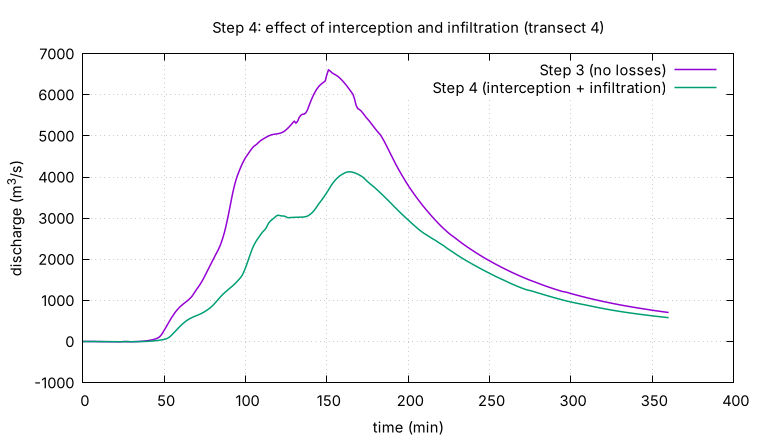 Step 4: effect of interception and infiltration (transect 4)
7000
6000
5000
4000
3000
2000
1000
0
-1000
discharge (m³/s)
Step 3 (no losses)
Step 4 (interception + infiltration)
0 50 100 150 200 250 300 350 400
time (min)